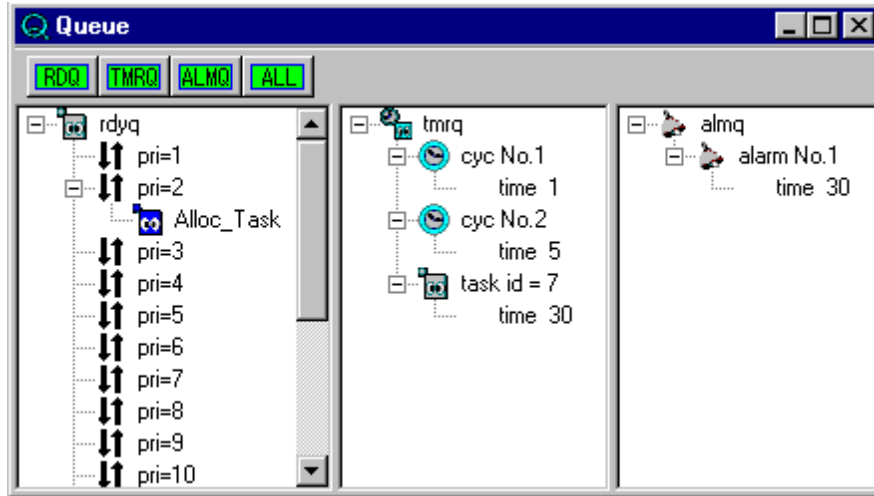 Queue
RDQ TMRQ ALMQ ALL
rdyq
pri=1
pri=2
Alloc_Task
pri=3
pri=4
pri=5
pri=6
pri=7
pri=8
pri=9
pri=10
tmrq
cyc No.1
time 1
cyc No.2
time 5
task id = 7
time 30
almq
alarm No.1
time 30